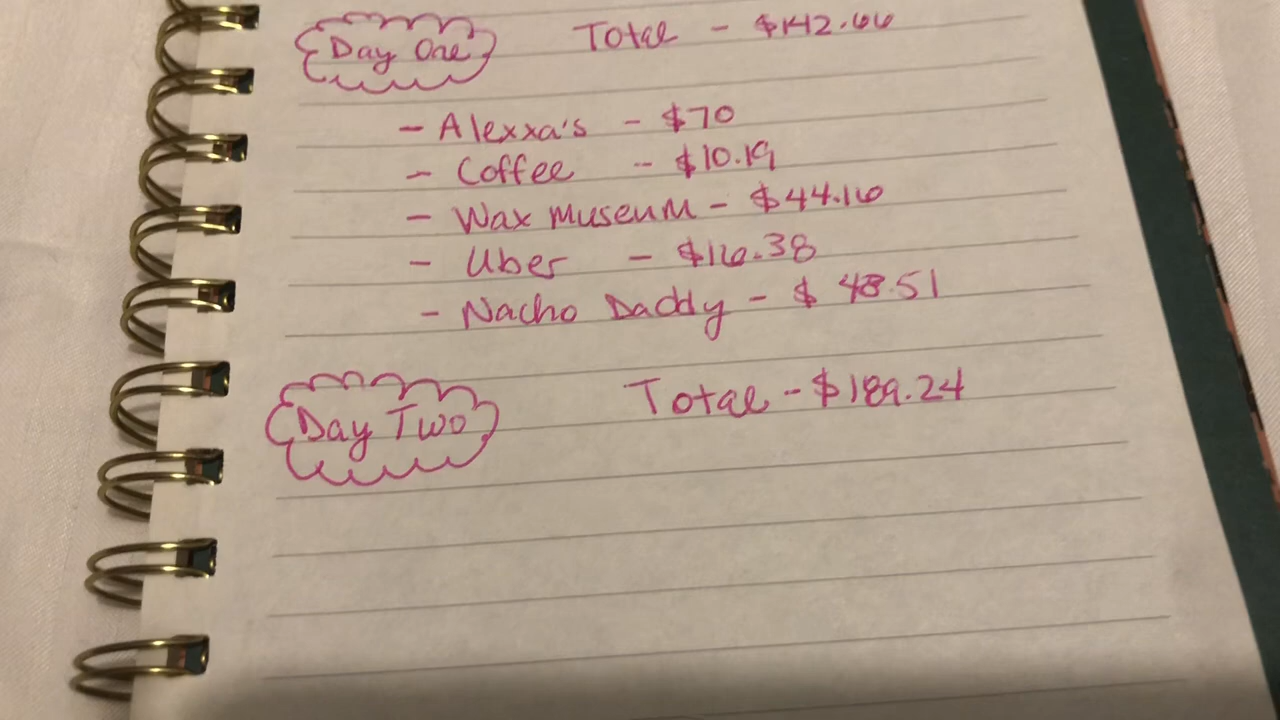 Day One Total - $142.66
- Alexxa's - $70
- Coffee - $10.19
- Wax Museum - $44.16
- Uber - $16.38
- Nacho Daddy - $48.51
Day Two Total - $189.24